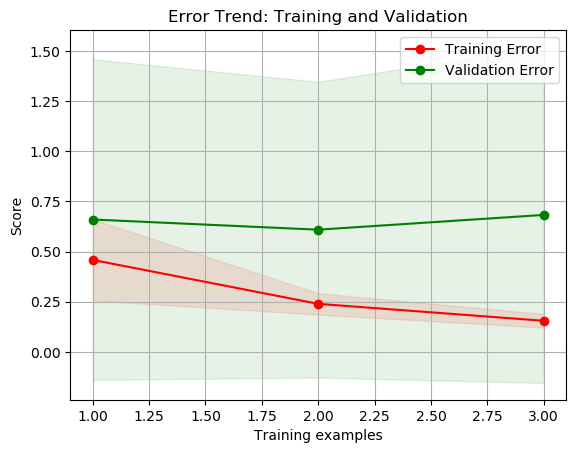 Error Trend: Training and Validation
Training Error
Validation Error
1.50
1.25
1.00
0.75
0.50
0.25
0.00
Score
1.00 1.25 1.50 1.75 2.00 2.25 2.50 2.75 3.00
Training examples